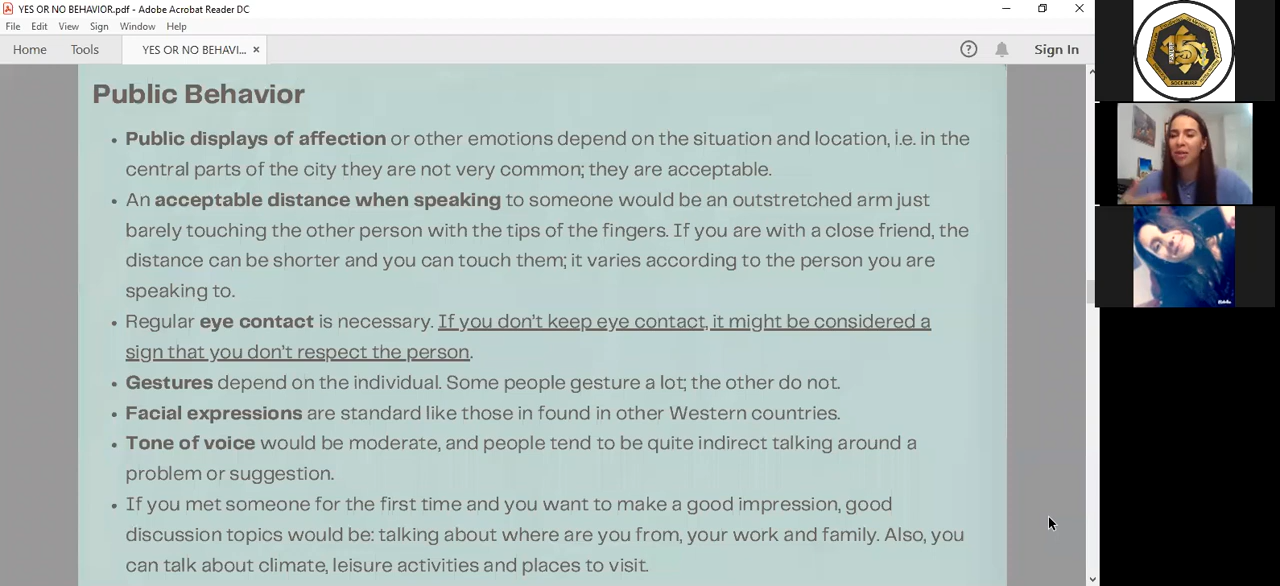 YES OR NO BEHAVIOR.pdf - Adobe Acrobat Reader DC
File Edit View Sign Window Help
Home Tools YES OR NO BEHAVI... × Sign In
Public Behavior
• Public displays of affection or other emotions depend on the situation and location, i.e. in the
central parts of the city they are not very common; they are acceptable.
• An acceptable distance when speaking to someone would be an outstretched arm just
barely touching the other person with the tips of the fingers. If you are with a close friend, the
distance can be shorter and you can touch them; it varies according to the person you are
speaking to.
• Regular eye contact is necessary. If you don't keep eye contact, it might be considered a
sign that you don't respect the person.
• Gestures depend on the individual. Some people gesture a lot; the other do not.
• Facial expressions are standard like those in found in other Western countries.
• Tone of voice would be moderate, and people tend to be quite indirect talking around a
problem or suggestion.
• If you met someone for the first time and you want to make a good impression, good
discussion topics would be: talking about where are you from, your work and family. Also, you
can talk about climate, leisure activities and places to visit.
15